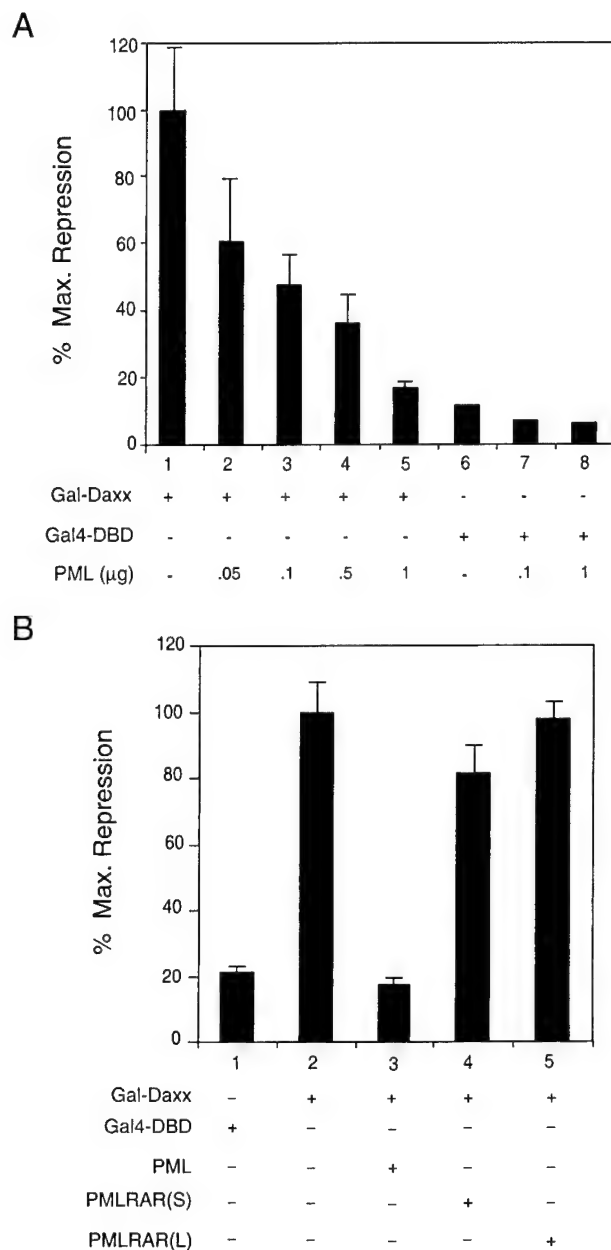 A
120
100
80
60
40
20
0
% Max. Repression
1 2 3 4 5 6 7 8
Gal-Daxx + + + + + - - -
Gal4-DBD - - - - - + + +
PML (µg) - .05 .1 .5 1 - .1 1
B
120
100
80
60
40
20
0
% Max. Repression
1 2 3 4 5
Gal-Daxx – + + + +
Gal4-DBD + – – – –
PML – – + – –
PMLRAR(S) – – – + –
PMLRAR(L) – – – – +